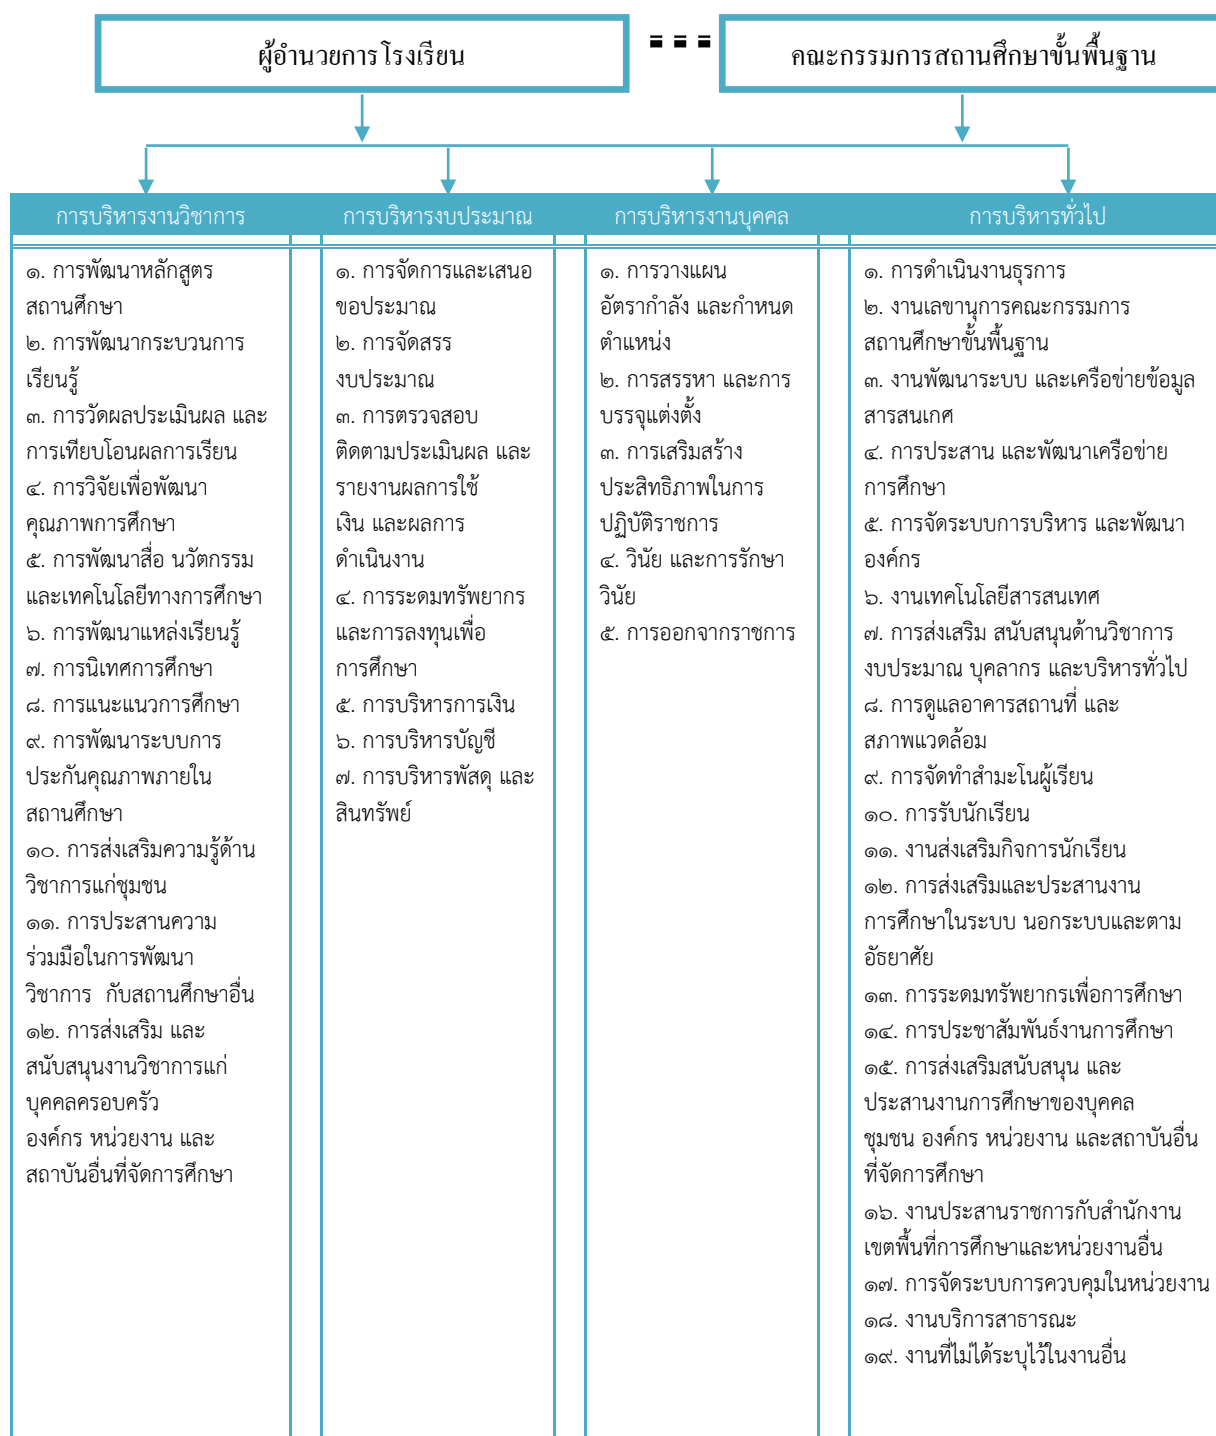 ผู้อำนวยการโรงเรียน
คณะกรรมการสถานศึกษาขั้นพื้นฐาน
การบริหารงานวิชาการ
๑. การพัฒนาหลักสูตร
สถานศึกษา
๒. การพัฒนากระบวนการ
เรียนรู้
๓. การวัดผลประเมินผล และ
การเทียบโอนผลการเรียน
๔. การวิจัยเพื่อพัฒนา
คุณภาพการศึกษา
๕. การพัฒนาสื่อ นวัตกรรม
และเทคโนโลยีทางการศึกษา
๖. การพัฒนาแหล่งเรียนรู้
๗. การนิเทศการศึกษา
๘. การแนะแนวการศึกษา
๙. การพัฒนาระบบการ
ประกันคุณภาพภายใน
สถานศึกษา
๑๐. การส่งเสริมความรู้ด้าน
วิชาการแก่ชุมชน
๑๑. การประสานความ
ร่วมมือในการพัฒนา
วิชาการ  กับสถานศึกษาอื่น
๑๒. การส่งเสริม และ
สนับสนุนงานวิชาการแก่
บุคคลครอบครัว
องค์กร หน่วยงาน และ
สถาบันอื่นที่จัดการศึกษา
การบริหารงบประมาณ
๑. การจัดการและเสนอ
ขอประมาณ
๒. การจัดสรร
งบประมาณ
๓. การตรวจสอบ
ติดตามประเมินผล และ
รายงานผลการใช้
เงิน และผลการ
ดำเนินงาน
๔. การระดมทรัพยากร
และการลงทุนเพื่อ
การศึกษา
๕. การบริหารการเงิน
๖. การบริหารบัญชี
๗. การบริหารพัสดุ และ
สินทรัพย์
การบริหารงานบุคคล
๑. การวางแผน
อัตรากำลัง และกำหนด
ตำแหน่ง
๒. การสรรหา และการ
บรรจุแต่งตั้ง
๓. การเสริมสร้าง
ประสิทธิภาพในการ
ปฏิบัติราชการ
๔. วินัย และการรักษา
วินัย
๕. การออกจากราชการ
การบริหารทั่วไป
๑. การดำเนินงานธุรการ
๒. งานเลขานุการคณะกรรมการ
สถานศึกษาขั้นพื้นฐาน
๓. งานพัฒนาระบบ และเครือข่ายข้อมูล
สารสนเกศ
๔. การประสาน และพัฒนาเครือข่าย
การศึกษา
๕. การจัดระบบการบริหาร และพัฒนา
องค์กร
๖. งานเทคโนโลยีสารสนเทศ
๗. การส่งเสริม สนับสนุนด้านวิชาการ
งบประมาณ บุคลากร และบริหารทั่วไป
๘. การดูแลอาคารสถานที่ และ
สภาพแวดล้อม
๙. การจัดทำสำมะโนผู้เรียน
๑๐. การรับนักเรียน
๑๑. งานส่งเสริมกิจการนักเรียน
๑๒. การส่งเสริมและประสานงาน
การศึกษาในระบบ นอกระบบและตาม
อัธยาศัย
๑๓. การระดมทรัพยากรเพื่อการศึกษา
๑๔. การประชาสัมพันธ์งานการศึกษา
๑๕. การส่งเสริมสนับสนุน และ
ประสานงานการศึกษาของบุคคล
ชุมชน องค์กร หน่วยงาน และสถาบันอื่น
ที่จัดการศึกษา
๑๖. งานประสานราชการกับสำนักงาน
เขตพื้นที่การศึกษาและหน่วยงานอื่น
๑๗. การจัดระบบการควบคุมในหน่วยงาน
๑๘. งานบริการสาธารณะ
๑๙. งานที่ไม่ได้ระบุไว้ในงานอื่น